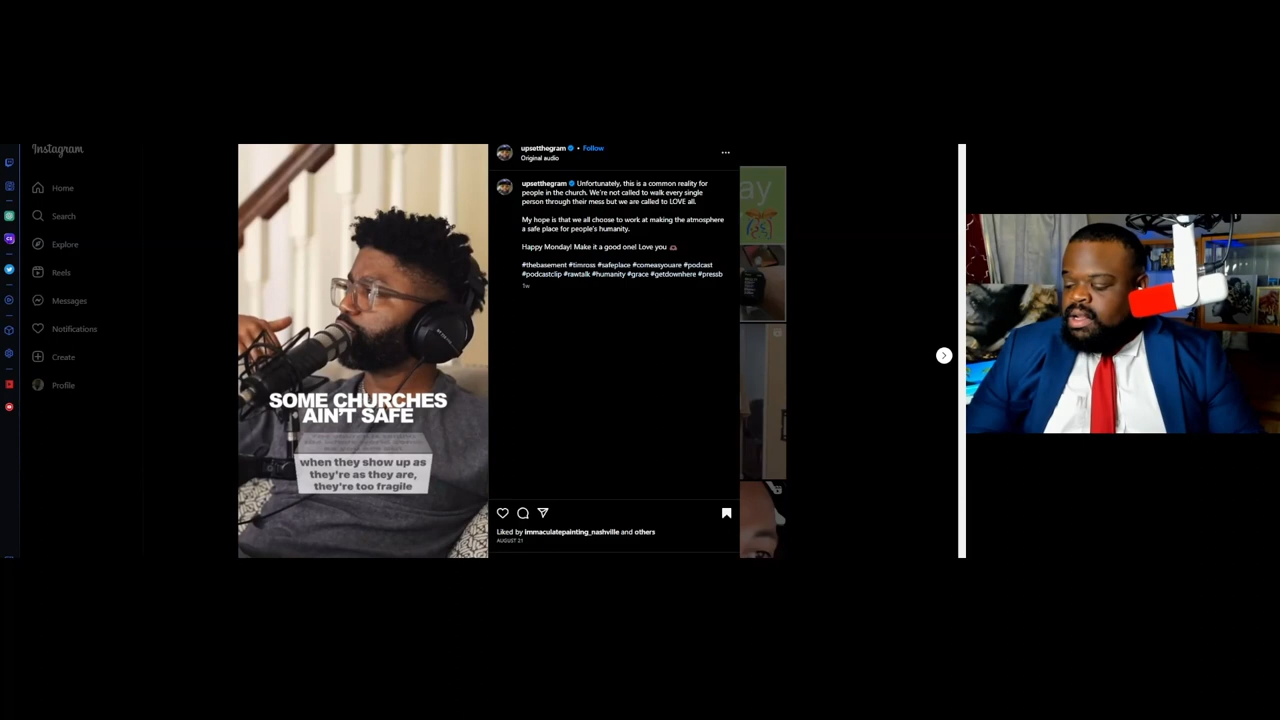 Instagram
Home
Search
Explore
Reels
Messages
Notifications
Create
Profile
SOME CHURCHES
AIN'T SAFE
when they show up as
they're as they are,
they're too fragile
upsetthegram • Follow
Original audio
upsetthegram Unfortunately, this is a common reality for
people in the church. We're not called to walk every single
person through their mess but we are called to LOVE all.
My hope is that we all choose to work at making the atmosphere
a safe place for people's humanity.
Happy Monday! Make it a good one! Love you
#thebasement #timross #safeplace #comeasyouare #podcast
#podcastclip #rawtalk #humanity #grace #getdownhere #pressb
1w
Liked by immaculatepainting_nashville and others
AUGUST 21
ay